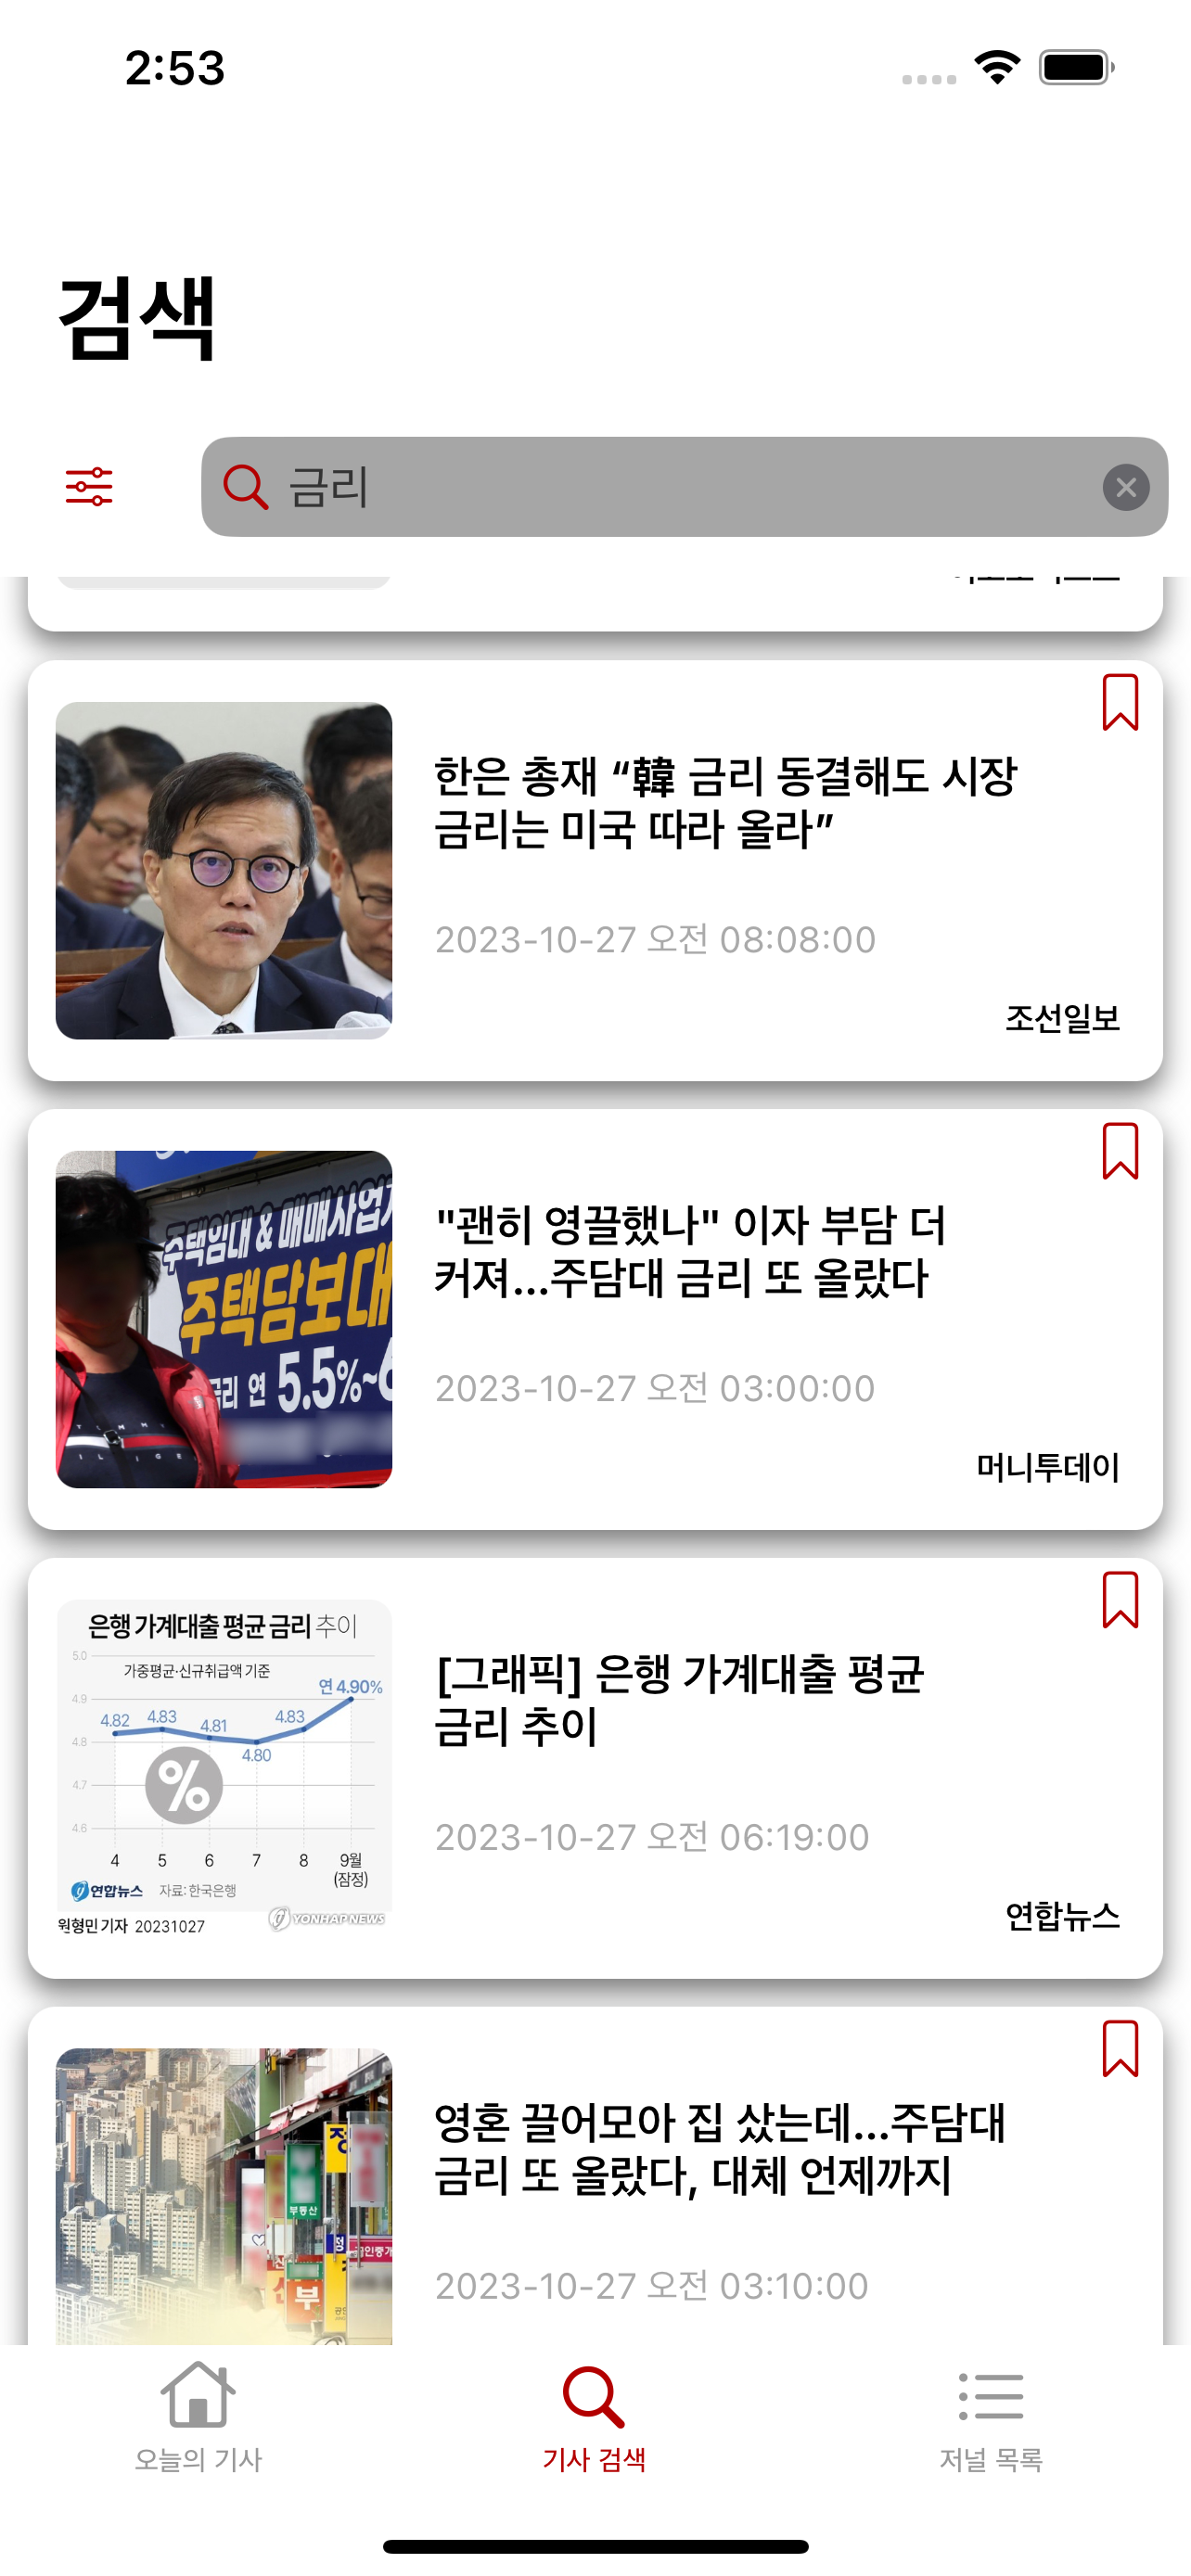 2:53
검색
금리
한은 총재 “韓 금리 동결해도 시장
금리는 미국 따라 올라”
2023-10-27 오전 08:08:00
조선일보
주택임대 & 매매사업
주택담보대
금리 연 5.5%~6
"괜히 영끌했나" 이자 부담 더
커져...주담대 금리 또 올랐다
2023-10-27 오전 03:00:00
머니투데이
은행 가계대출 평균 금리 추이
가중평균·신규취급액 기준
5.0
4.9
4.8
4.7
4.6
4.82 4.83 4.81 4.80 4.83 연 4.90%
%
4 5 6 7 8 9월
(잠정)
연합뉴스 자료: 한국은행
원형민 기자 20231027 YONHAPNEWS
[그래픽] 은행 가계대출 평균
금리 추이
2023-10-27 오전 06:19:00
연합뉴스
부동산
부
영혼 끌어모아 집 샀는데...주담대
금리 또 올랐다, 대체 언제까지
2023-10-27 오전 03:10:00
오늘의 기사
기사 검색
저널 목록